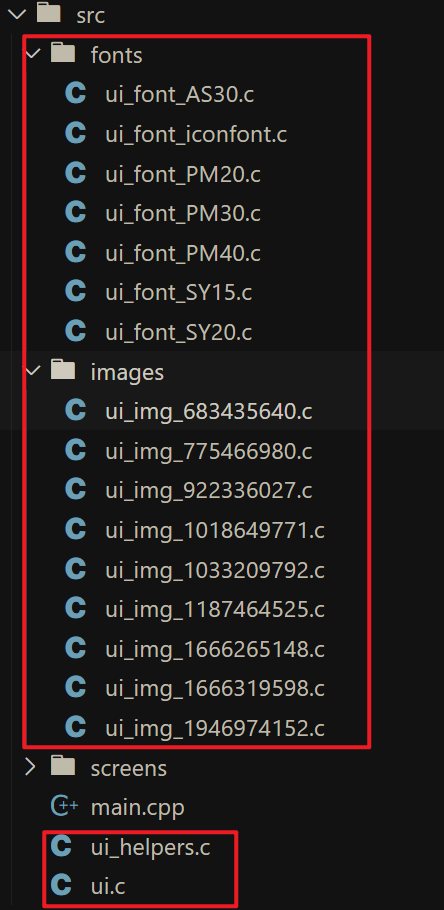 src
fonts
C ui_font_AS30.c
C ui_font_iconfont.c
C ui_font_PM20.c
C ui_font_PM30.c
C ui_font_PM40.c
C ui_font_SY15.c
C ui_font_SY20.c
images
C ui_img_683435640.c
C ui_img_775466980.c
C ui_img_922336027.c
C ui_img_1018649771.c
C ui_img_1033209792.c
C ui_img_1187464525.c
C ui_img_1666265148.c
C ui_img_1666319598.c
C ui_img_1946974152.c
screens
C++ main.cpp
C ui_helpers.c
C ui.c